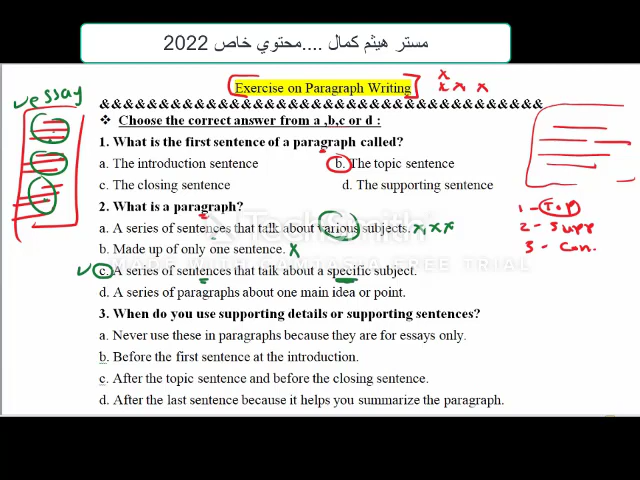 مستر هيثم كمال ....محتوي خاص 2022
Exercise on Paragraph Writing
&&&&&&&&&&&&&&&&&&&&&&&&&&&&&&&&&&&&&
essay
❖ Choose the correct answer from a ,b,c or d :
1. What is the first sentence of a paragraph called?
a. The introduction sentence b. The topic sentence
c. The closing sentence d. The supporting sentence
1 - Top
2. What is a paragraph?
2 - Supp
a. A series of sentences that talk about various subjects. x x x
3 - Con.
b. Made up of only one sentence. x
TechSmith
MADE WITH CAMTASIA FREE TRIAL
c. A series of sentences that talk about a specific subject.
d. A series of paragraphs about one main idea or point.
3. When do you use supporting details or supporting sentences?
a. Never use these in paragraphs because they are for essays only.
b. Before the first sentence at the introduction.
c. After the topic sentence and before the closing sentence.
d. After the last sentence because it helps you summarize the paragraph.